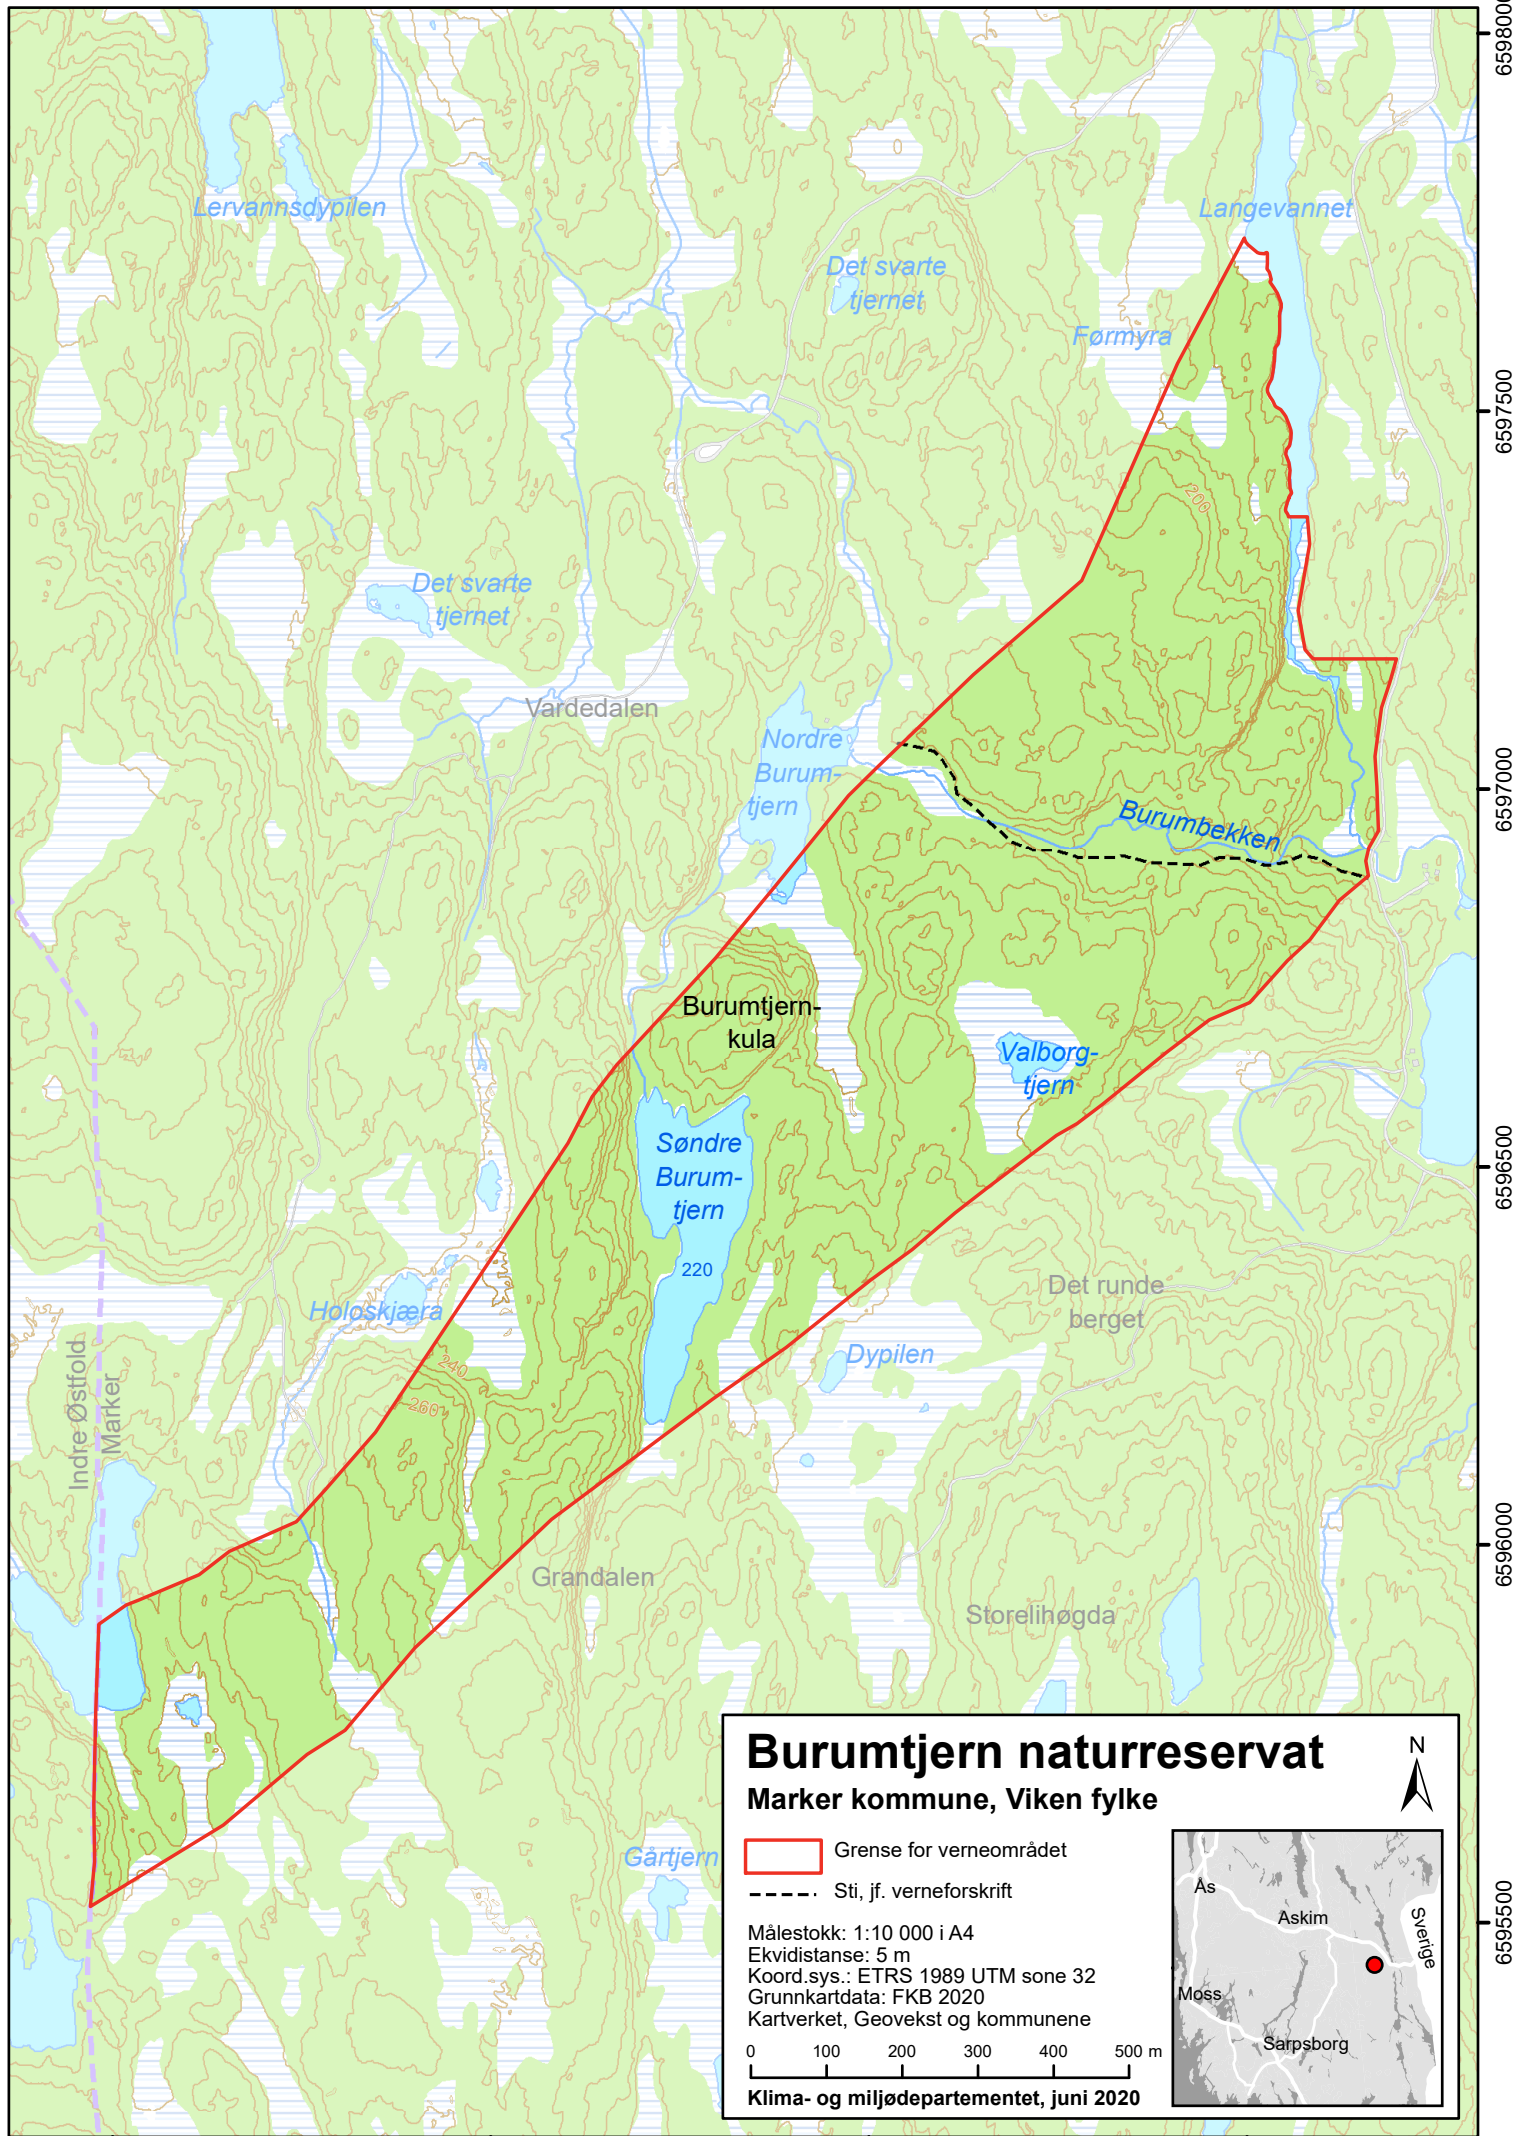 6598000
Lervannsdypilen
Langevannet
Det svarte
tjernet
Førmyra
6597500
200
Det svarte
tjernet
Vardedalen
Nordre
Burum-
tjern
6597000
Burumbekken
Burumtjern-
kula
Valborg-
tjern
Søndre
Burum-
tjern
6596500
220
Det runde
berget
Holoskjæra
Dypilen
240
260
Indre Østfold
Marker
6596000
Grandalen
Storelihøgda
Gårtjern
6595500
Burumtjern naturreservat
Marker kommune, Viken fylke
N
Grense for verneområdet
Sti, jf. verneforskrift
Målestokk: 1:10 000 i A4
Ekvidistanse: 5 m
Koord.sys.: ETRS 1989 UTM sone 32
Grunnkartdata: FKB 2020
Kartverket, Geovekst og kommunene
0 100 200 300 400 500 m
Klima- og miljødepartementet, juni 2020
Ås
Askim
Sverige
Moss
Sarpsborg